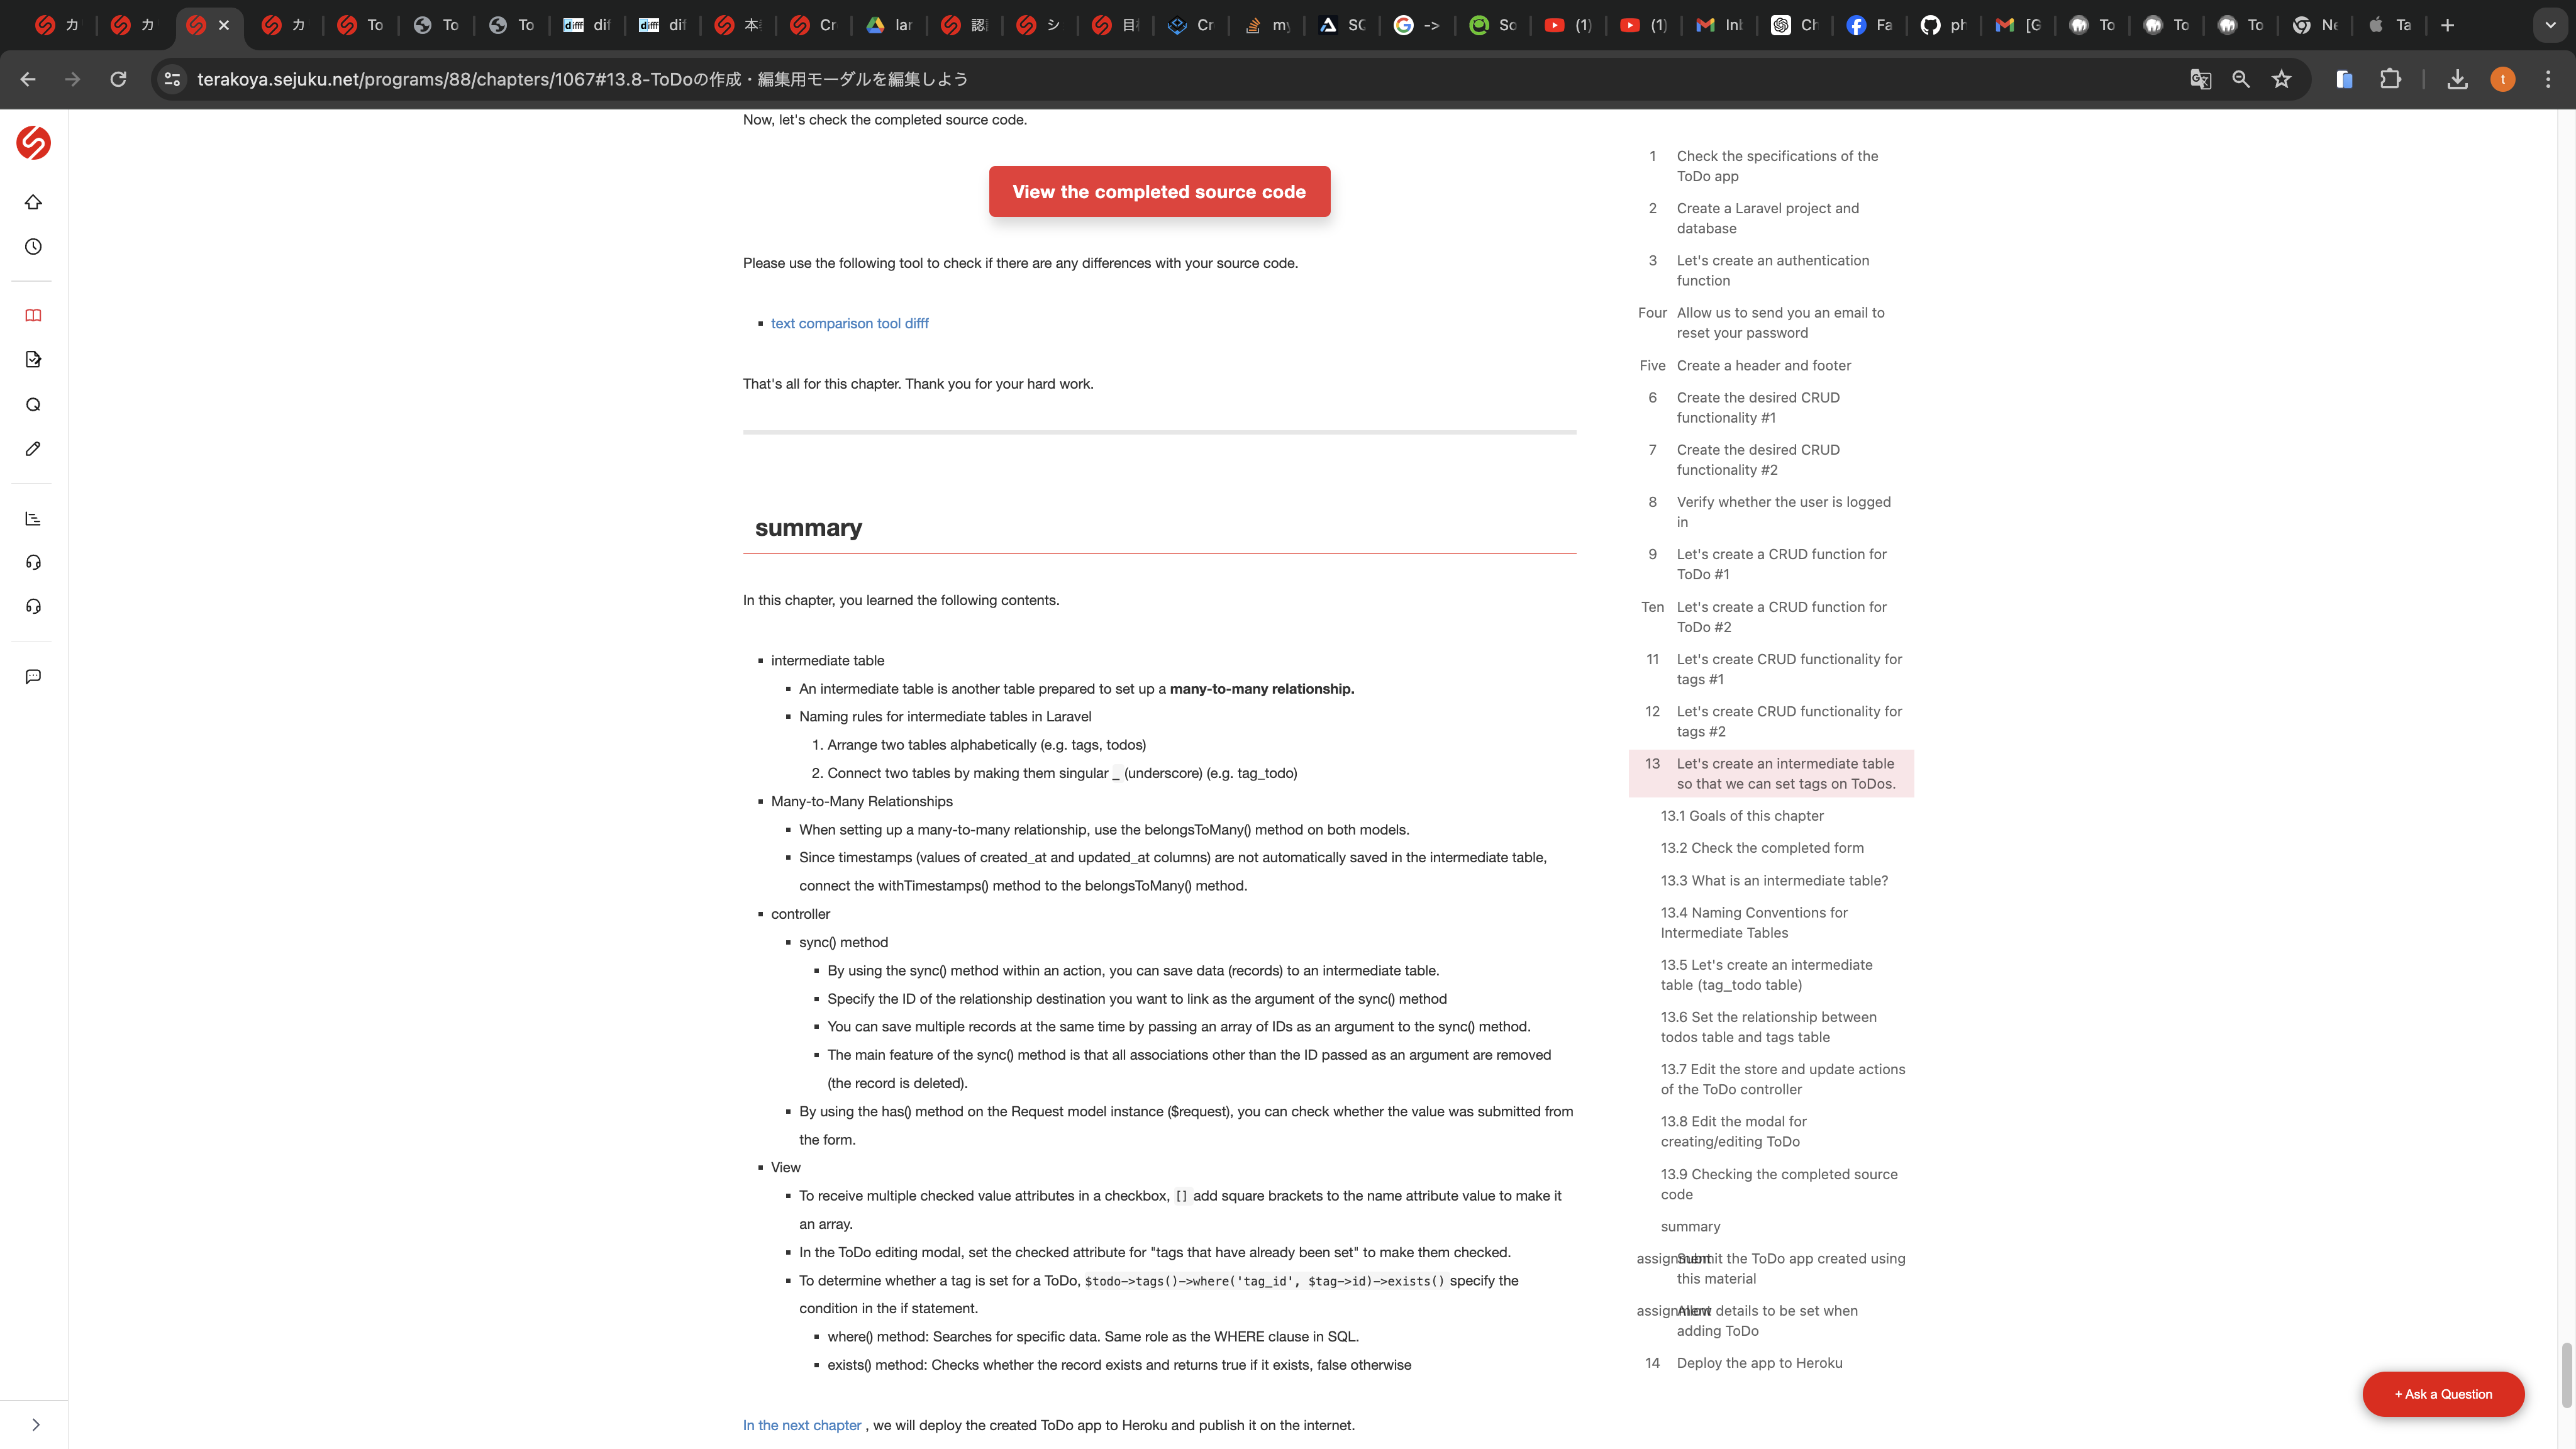 カ
カ
カ
To
To
To
dif
dif
本
Cr
lar
認
シ
目
Cr
my
SC
->
So
(1)
(1)
Inb
Ch
Fa
ph
[G
To
To
To
Ne
Ta
terakoya.sejuku.net/programs/88/chapters/1067#13.8-ToDoの作成・編集用モーダルを編集しよう
t
Now, let's check the completed source code.
View the completed source code
Please use the following tool to check if there are any differences with your source code.
▪ text comparison tool difff
That's all for this chapter. Thank you for your hard work.
summary
In this chapter, you learned the following contents.
▪ intermediate table
▪ An intermediate table is another table prepared to set up a many-to-many relationship.
▪ Naming rules for intermediate tables in Laravel
1. Arrange two tables alphabetically (e.g. tags, todos)
2. Connect two tables by making them singular _ (underscore) (e.g. tag_todo)
▪ Many-to-Many Relationships
▪ When setting up a many-to-many relationship, use the belongsToMany() method on both models.
▪ Since timestamps (values of created_at and updated_at columns) are not automatically saved in the intermediate table,
connect the withTimestamps() method to the belongsToMany() method.
▪ controller
▪ sync() method
▪ By using the sync() method within an action, you can save data (records) to an intermediate table.
▪ Specify the ID of the relationship destination you want to link as the argument of the sync() method
▪ You can save multiple records at the same time by passing an array of IDs as an argument to the sync() method.
▪ The main feature of the sync() method is that all associations other than the ID passed as an argument are removed
(the record is deleted).
▪ By using the has() method on the Request model instance ($request), you can check whether the value was submitted from
the form.
▪ View
▪ To receive multiple checked value attributes in a checkbox, [] add square brackets to the name attribute value to make it
an array.
▪ In the ToDo editing modal, set the checked attribute for "tags that have already been set" to make them checked.
▪ To determine whether a tag is set for a ToDo, $todo->tags()->where('tag_id', $tag->id)->exists() specify the
condition in the if statement.
▪ where() method: Searches for specific data. Same role as the WHERE clause in SQL.
▪ exists() method: Checks whether the record exists and returns true if it exists, false otherwise
In the next chapter , we will deploy the created ToDo app to Heroku and publish it on the internet.
1 Check the specifications of the
ToDo app
2 Create a Laravel project and
database
3 Let's create an authentication
function
Four Allow us to send you an email to
reset your password
Five Create a header and footer
6 Create the desired CRUD
functionality #1
7 Create the desired CRUD
functionality #2
8 Verify whether the user is logged
in
9 Let's create a CRUD function for
ToDo #1
Ten Let's create a CRUD function for
ToDo #2
11 Let's create CRUD functionality for
tags #1
12 Let's create CRUD functionality for
tags #2
13 Let's create an intermediate table
so that we can set tags on ToDos.
13.1 Goals of this chapter
13.2 Check the completed form
13.3 What is an intermediate table?
13.4 Naming Conventions for
Intermediate Tables
13.5 Let's create an intermediate
table (tag_todo table)
13.6 Set the relationship between
todos table and tags table
13.7 Edit the store and update actions
of the ToDo controller
13.8 Edit the modal for
creating/editing ToDo
13.9 Checking the completed source
code
summary
assignment Submit the ToDo app created using
this material
assignment Allow details to be set when
adding ToDo
14 Deploy the app to Heroku
+ Ask a Question